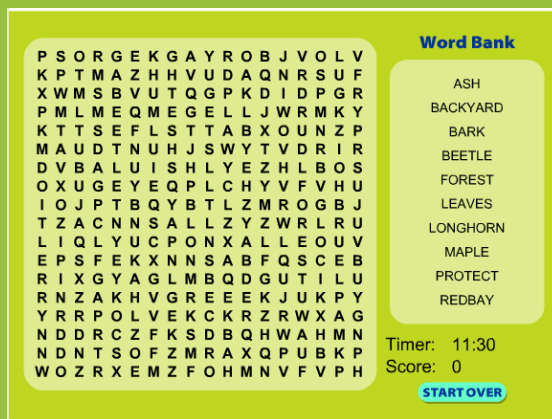 Word Bank
P S O R G E K G A Y R O B J V O L V
K P T M A Z H H V U D A Q N R S U F
X W M S B V U T Q G P K D I D P G R
P M L M E Q M E G E L L J W R M K Y
K T T S E F L S T T A B X O U N Z P
M A U D T N U H J S W Y T V D R I R
D V B A L U I S H L Y E Z H L B O S
O X U G E Y E Q P L C H Y V F V H U
I O J P T B Q Y B T L Z M R O G B J
T Z A C N N S A L L Z Y Z W R L R U
L I Q L Y U C P O N X A L L E O U V
E P S F E K X N N S A B F Q S C E B
R I X G Y A G L M B Q D G U T I L U
R N Z A K H V G R E E E K J U K P Y
Y R R P O L V E K C K R Z R W X A G
N D D R C Z F K S D B Q H W A H M N
N D N T S O F Z M R A X Q P U B K P
W O Z R X E M Z F O H M N V F V P H
ASH
BACKYARD
BARK
BEETLE
FOREST
LEAVES
LONGHORN
MAPLE
PROTECT
REDBAY
Timer: 11:30
Score: 0
START OVER